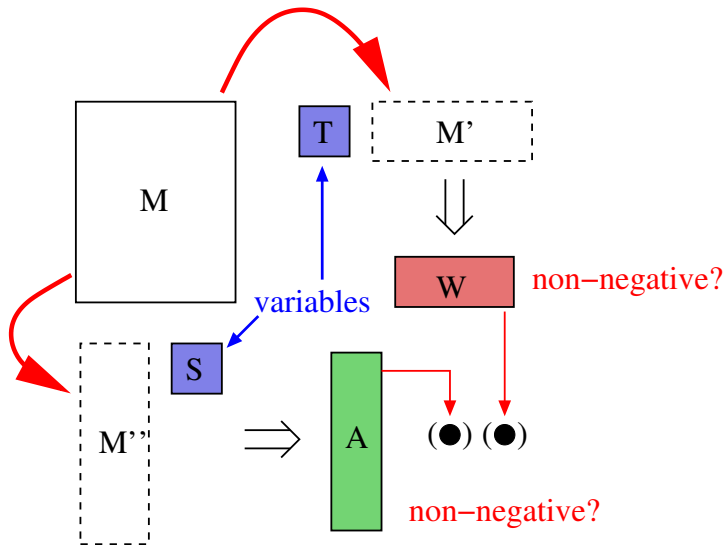 T
M'
M
W
non−negative?
variables
S
M''
A
(●) (●)
non−negative?